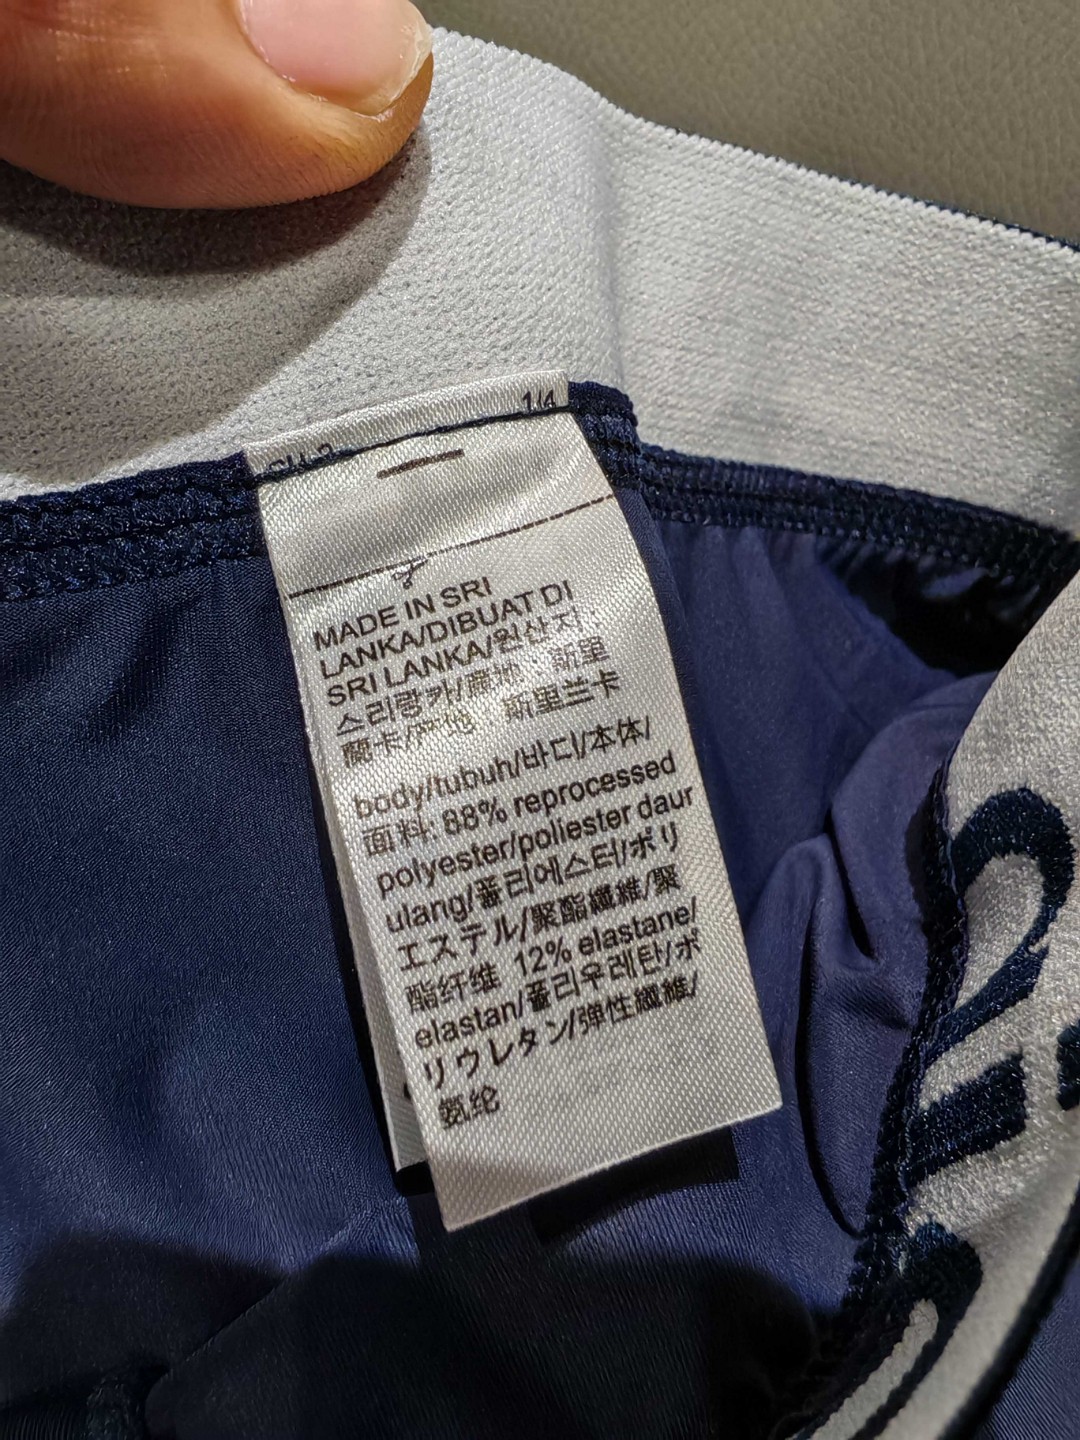 1/4
MADE IN SRI
LANKA/DIBUAT DI
SRI LANKA/원산지:
스리랑카/産地：斯里
蘭卡/产地：斯里兰卡
body/tubuh/바디/本体/
面料: 88% reprocessed
polyester/poliester daur
ulang/폴리에스터/ポリ
エステル/聚酯纖維/聚
酯纤维 12% elastane/
elastan/폴리우레탄/ポ
リウレタン/弹性纖維/
氨纶